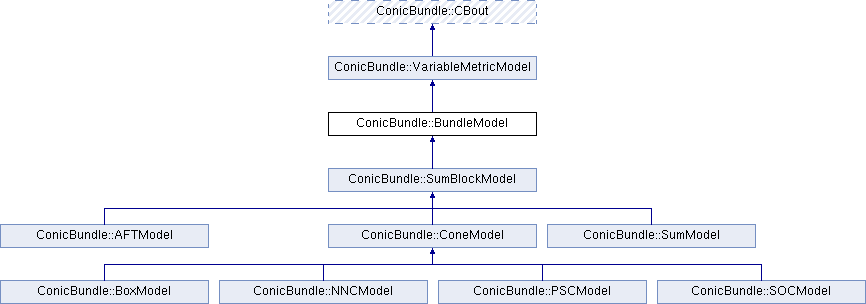 ConicBundle::CBout
ConicBundle::VariableMetricModel
ConicBundle::BundleModel
ConicBundle::SumBlockModel
ConicBundle::AFTModel
ConicBundle::ConeModel
ConicBundle::SumModel
ConicBundle::BoxModel
ConicBundle::NNCModel
ConicBundle::PSCModel
ConicBundle::SOCModel